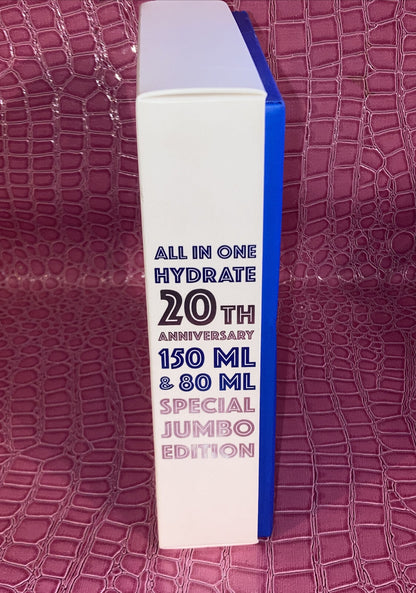 ALL IN ONE
HYDRATE
20TH
ANNIVERSARY
150 ML
& 80 ML
SPECIAL
JUMBO
EDITION